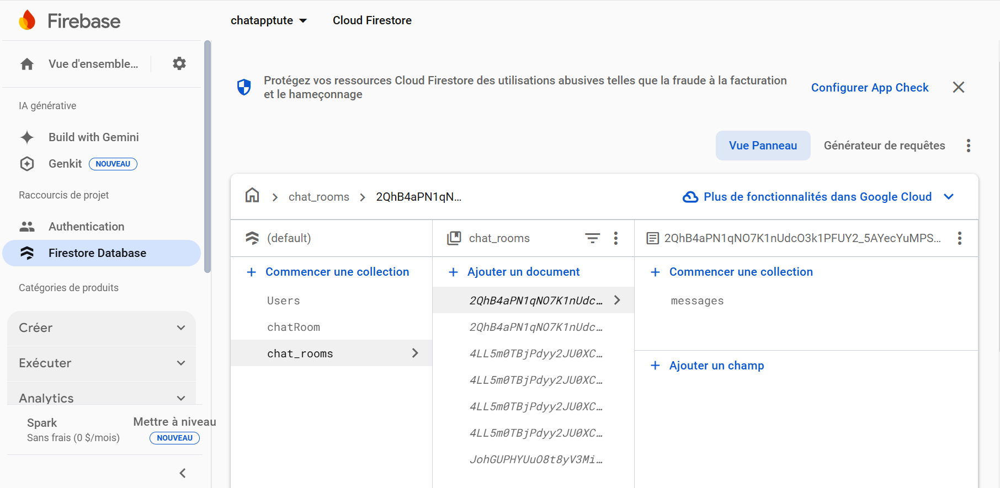 Firebase
chatapptute
Cloud Firestore
Vue d'ensemble...
IA générative
Build with Gemini
Genkit NOUVEAU
Raccourcis de projet
Authentication
Firestore Database
Catégories de produits
Créer
Exécuter
Analytics
Spark
Sans frais (0 $/mois)
Mettre à niveau
NOUVEAU
Protégez vos ressources Cloud Firestore des utilisations abusives telles que la fraude à la facturation
et le hameçonnage
Configurer App Check
Vue Panneau
Générateur de requêtes
chat_rooms
2QhB4aPN1qN...
Plus de fonctionnalités dans Google Cloud
(default)
Commencer une collection
Users
chatRoom
chat_rooms
chat_rooms
Ajouter un document
2QhB4aPN1qNO7K1nUdc...
2QhB4aPN1qNO7K1nUdc...
4LL5m0TBjPdyy2JU0XC...
4LL5m0TBjPdyy2JU0XC...
4LL5m0TBjPdyy2JU0XC...
4LL5m0TBjPdyy2JU0XC...
JohGUPHYUuO8t8yV3Mi...
2QhB4aPN1qNO7K1nUdcO3k1PFUY2_5AYecYuMPS...
Commencer une collection
messages
Ajouter un champ